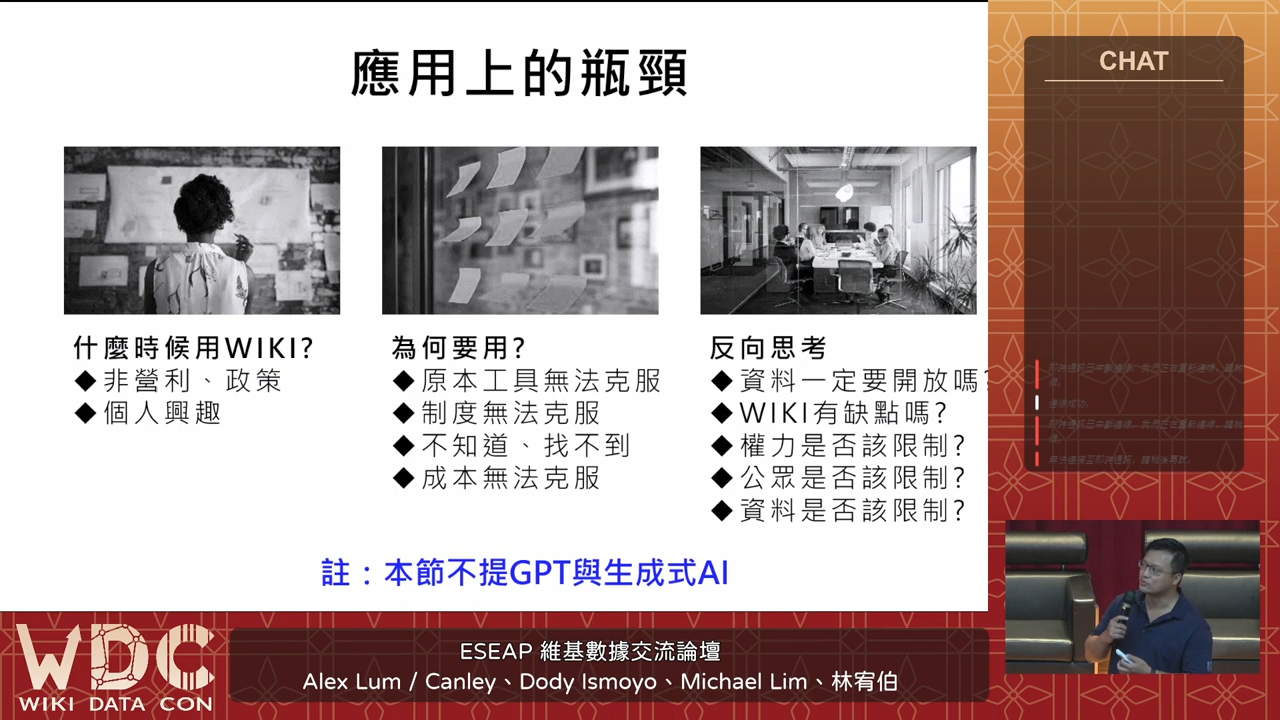 應用上的瓶頸
什麼時候用WIKI?
◆非營利、政策
◆個人興趣
為何要用?
◆原本工具無法克服
◆制度無法克服
◆不知道、找不到
◆成本無法克服
反向思考
◆資料一定要開放嗎?
◆WIKI有缺點嗎?
◆權力是否該限制?
◆公眾是否該限制?
◆資料是否該限制?
註：本節不提GPT與生成式AI
CHAT
連線成功。
WDC
WIKI DATA CON
ESEAP 維基數據交流論壇
Alex Lum / Canley、Dody Ismoyo、Michael Lim、林宥伯